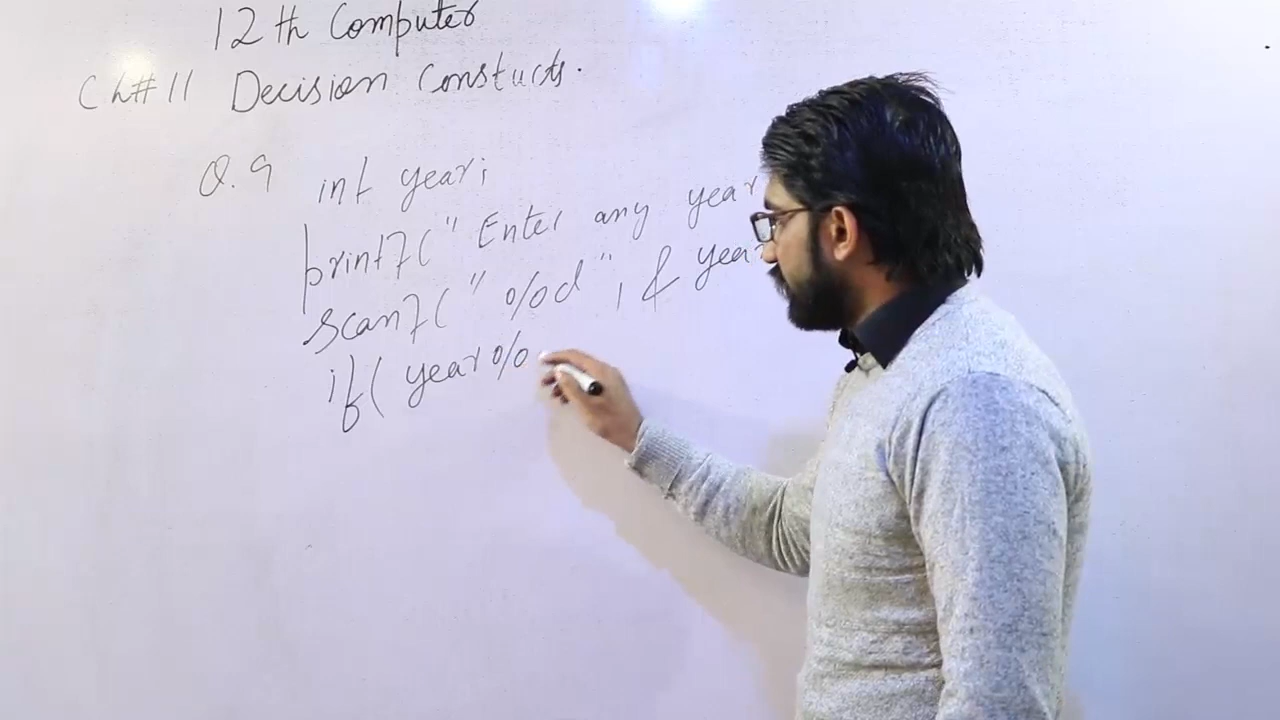 12th Computer
Ch#11 Decision Constucts.
Q.9 int year;
printf(" Enter any year
scanf(" %d", & year
if( year%